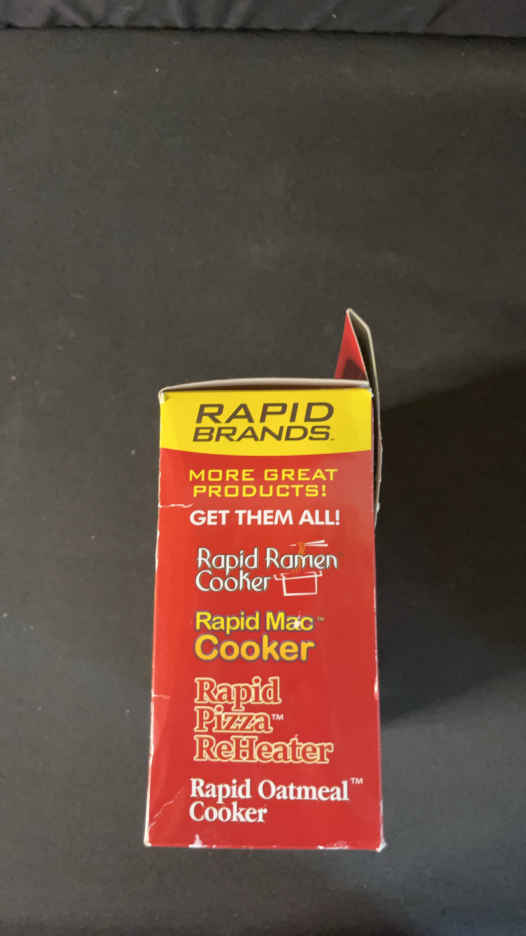 RAPID
BRANDS™
MORE GREAT
PRODUCTS!
GET THEM ALL!
Rapid Ramen
Cooker
Rapid Mac™
Cooker
Rapid
Pizza™
ReHeater
Rapid Oatmeal™
Cooker